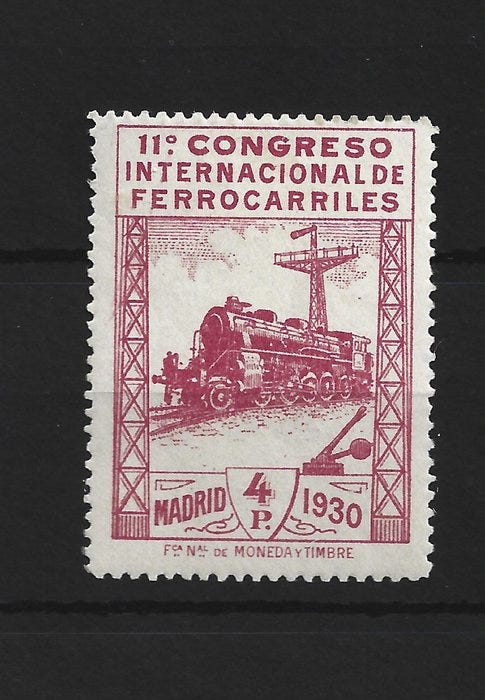 11º CONGRESO
INTERNACIONAL DE
FERROCARRILES
MADRID 4 P. 1930
Fca NAL DE MONEDA Y TIMBRE